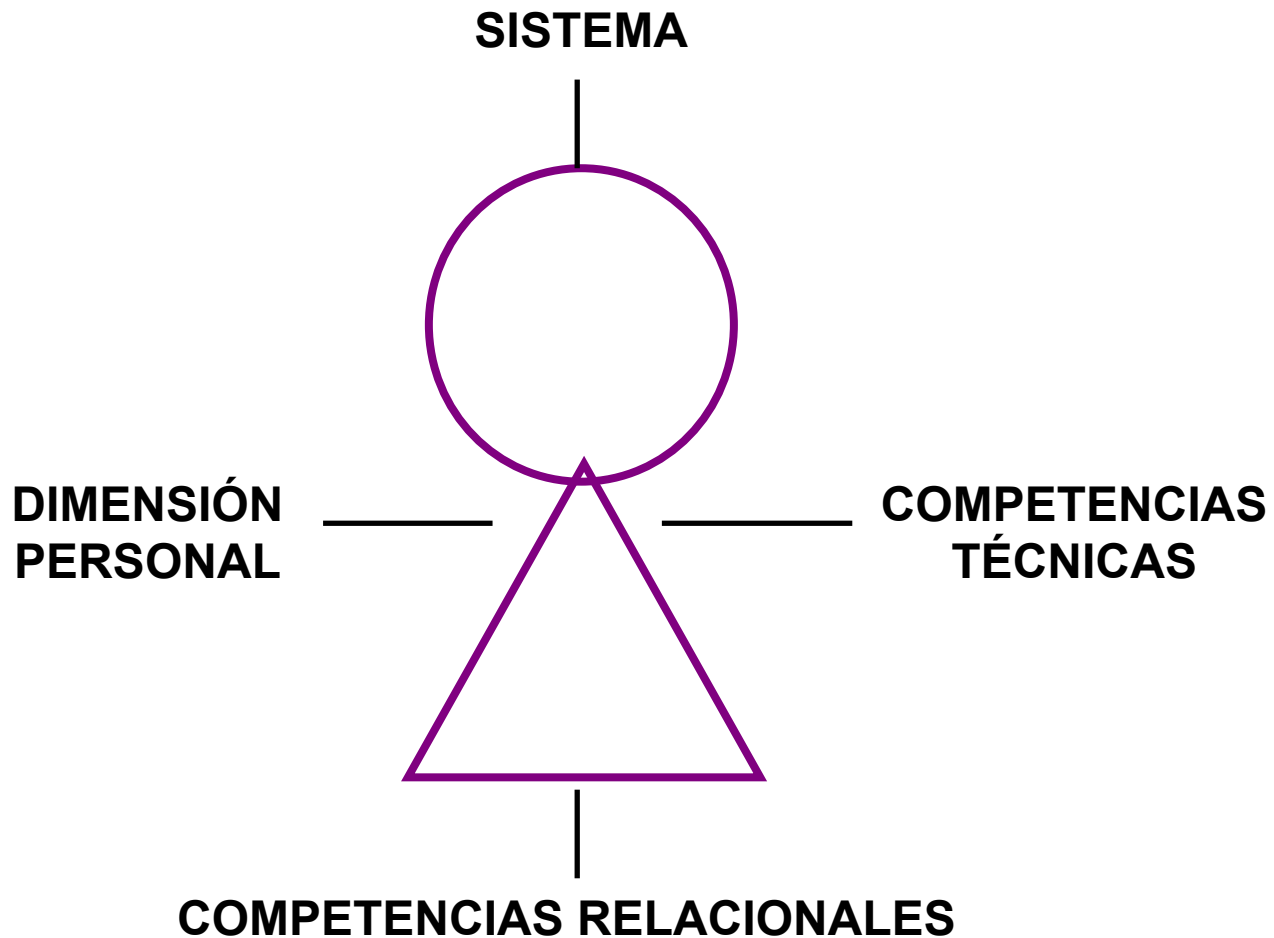 SISTEMA
DIMENSIÓN
PERSONAL
COMPETENCIAS
TÉCNICAS
COMPETENCIAS RELACIONALES